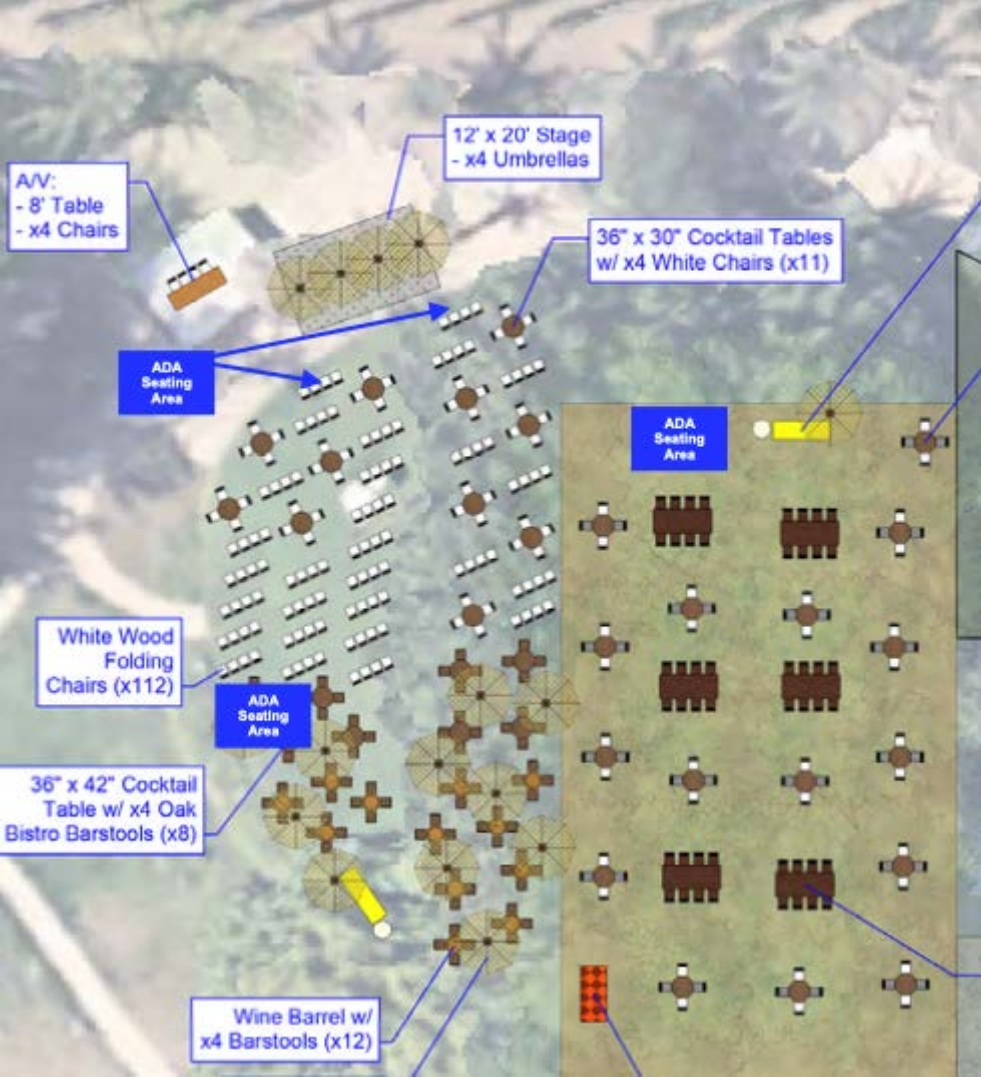 12' x 20' Stage
- x4 Umbrellas
A/V:
- 8' Table
- x4 Chairs
36" x 30" Cocktail Tables
w/ x4 White Chairs (x11)
ADA
Seating
Area
ADA
Seating
Area
White Wood
Folding
Chairs (x112)
ADA
Seating
Area
36" x 42" Cocktail
Table w/ x4 Oak
Bistro Barstools (x8)
Wine Barrel w/
x4 Barstools (x12)